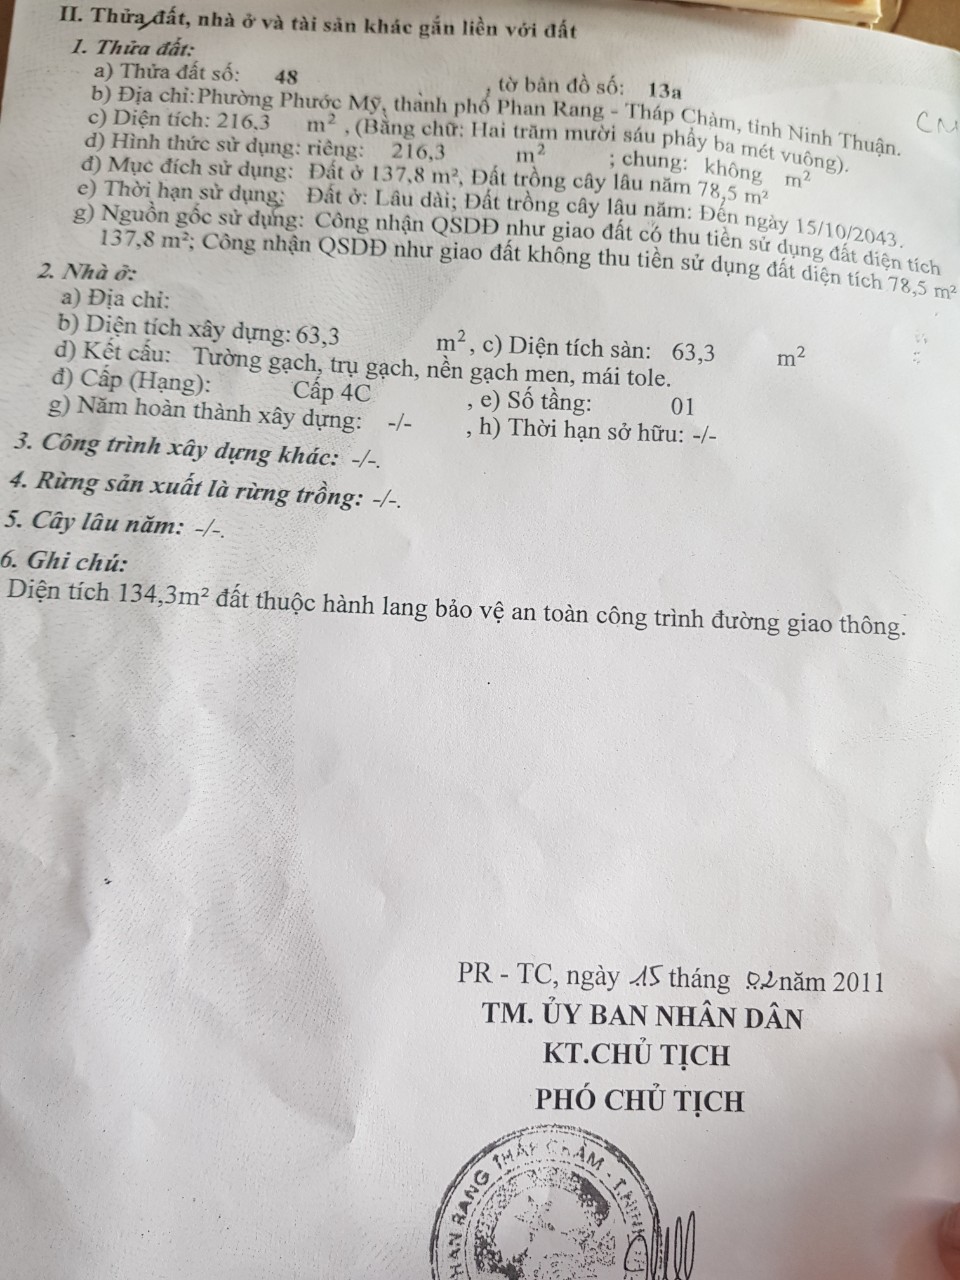 II. Thửa đất, nhà ở và tài sản khác gắn liền với đất
1. Thửa đất:
a) Thửa đất số: 48 , tờ bản đồ số: 13a
b) Địa chỉ: Phường Phước Mỹ, thành phố Phan Rang - Tháp Chàm, tỉnh Ninh Thuận.
c) Diện tích: 216,3 m², (Bằng chữ: Hai trăm mười sáu phẩy ba mét vuông).
d) Hình thức sử dụng: riêng: 216,3 m² ; chung: không m²
đ) Mục đích sử dụng: Đất ở 137,8 m², Đất trồng cây lâu năm 78,5 m²
e) Thời hạn sử dụng: Đất ở: Lâu dài; Đất trồng cây lâu năm: Đến ngày 15/10/2043.
g) Nguồn gốc sử dụng: Công nhận QSDĐ như giao đất có thu tiền sử dụng đất diện tích
137,8 m²; Công nhận QSDĐ như giao đất không thu tiền sử dụng đất diện tích 78,5 m²
2. Nhà ở:
a) Địa chỉ:
b) Diện tích xây dựng: 63,3 m², c) Diện tích sàn: 63,3 m²
d) Kết cấu: Tường gạch, trụ gạch, nền gạch men, mái tole.
đ) Cấp (Hạng): Cấp 4C , e) Số tầng: 01
g) Năm hoàn thành xây dựng: -/- , h) Thời hạn sở hữu: -/-
3. Công trình xây dựng khác: -/-.
4. Rừng sản xuất là rừng trồng: -/-.
5. Cây lâu năm: -/-.
6. Ghi chú:
Diện tích 134,3m² đất thuộc hành lang bảo vệ an toàn công trình đường giao thông.
PR - TC, ngày 15 tháng 02 năm 2011
TM. ỦY BAN NHÂN DÂN
KT.CHỦ TỊCH
PHÓ CHỦ TỊCH
RANG THÁP CHÀM - T.NINH